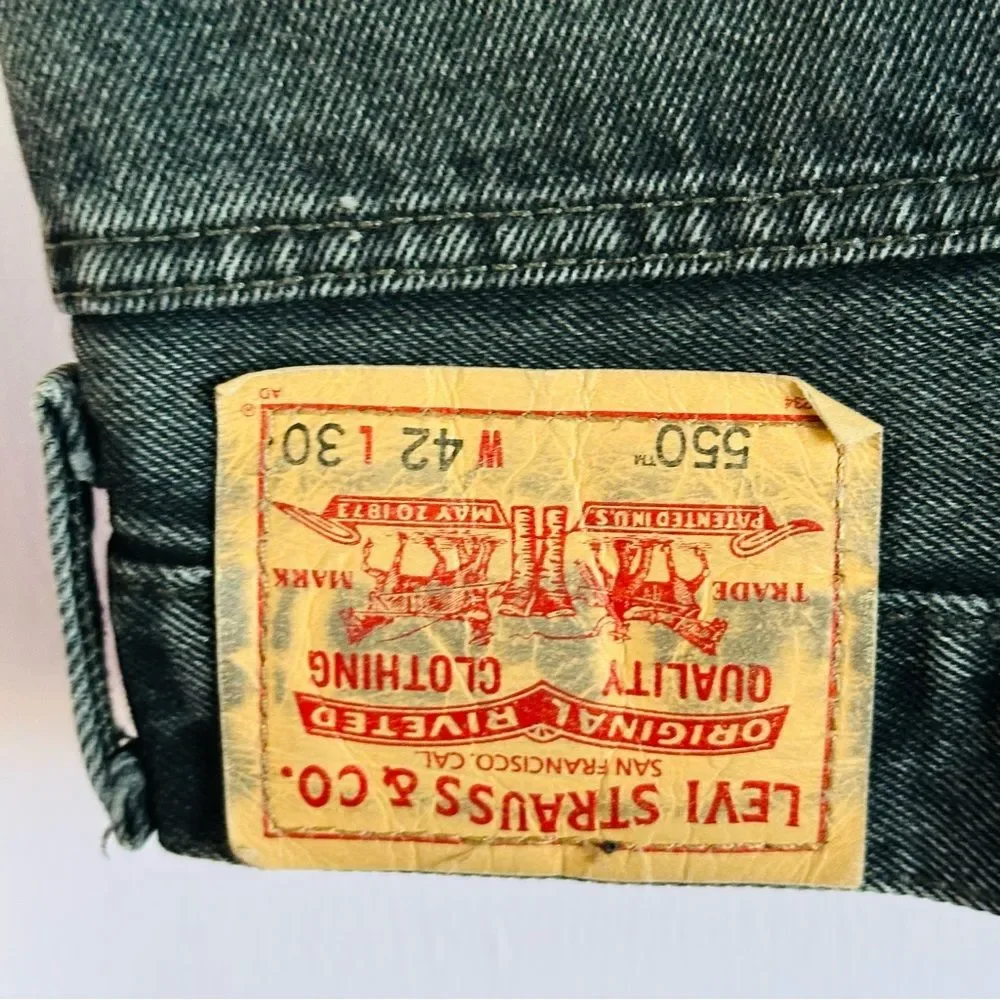 LEVI STRAUSS & CO.
SAN FRANCISCO. CAL
ORIGINAL RIVETED
QUALITY CLOTHING
TRADE MARK
PATENTED IN U.S. MAY 20 1873
550™ W 42 L 30
AD ®